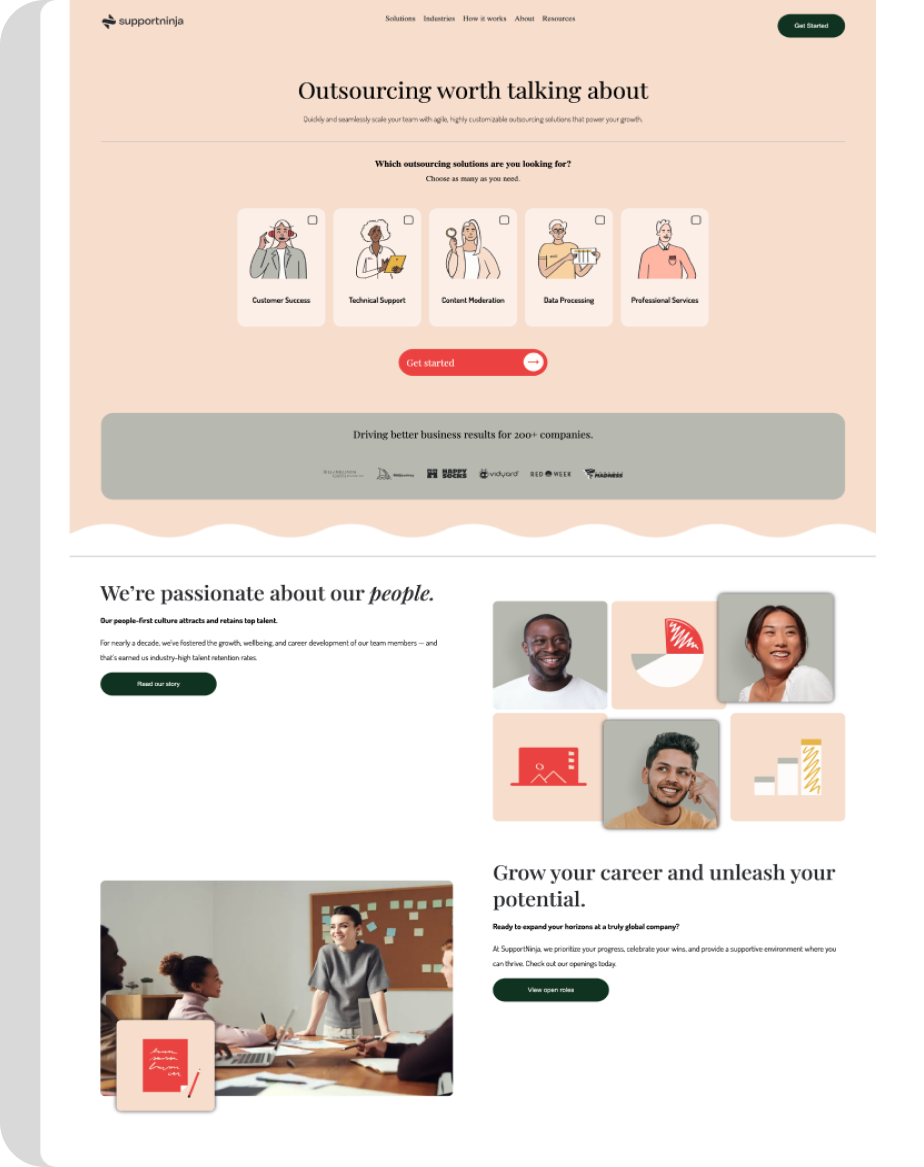 supportninja
Solutions Industries How it works About Resources
Get Started
Outsourcing worth talking about
Quickly and seamlessly scale your team with agile, highly customizable outsourcing solutions that power your growth.
Which outsourcing solutions are you looking for?
Choose as many as you need.
Customer Success
Technical Support
Content Moderation
Data Processing
Professional Services
Get started
Driving better business results for 200+ companies.
HAPPY
SOCKS
vidyard
BED WEEK
MADNESS
We're passionate about our people.
Our people-first culture attracts and retains top talent.
For nearly a decade, we've fostered the growth, wellbeing, and career development of our team members — and
that's earned us industry-high talent retention rates.
Read our story
Grow your career and unleash your
potential.
Ready to expand your horizons at a truly global company?
At SupportNinja, we prioritize your progress, celebrate your wins, and provide a supportive environment where you
can thrive. Check out our openings today.
View open roles